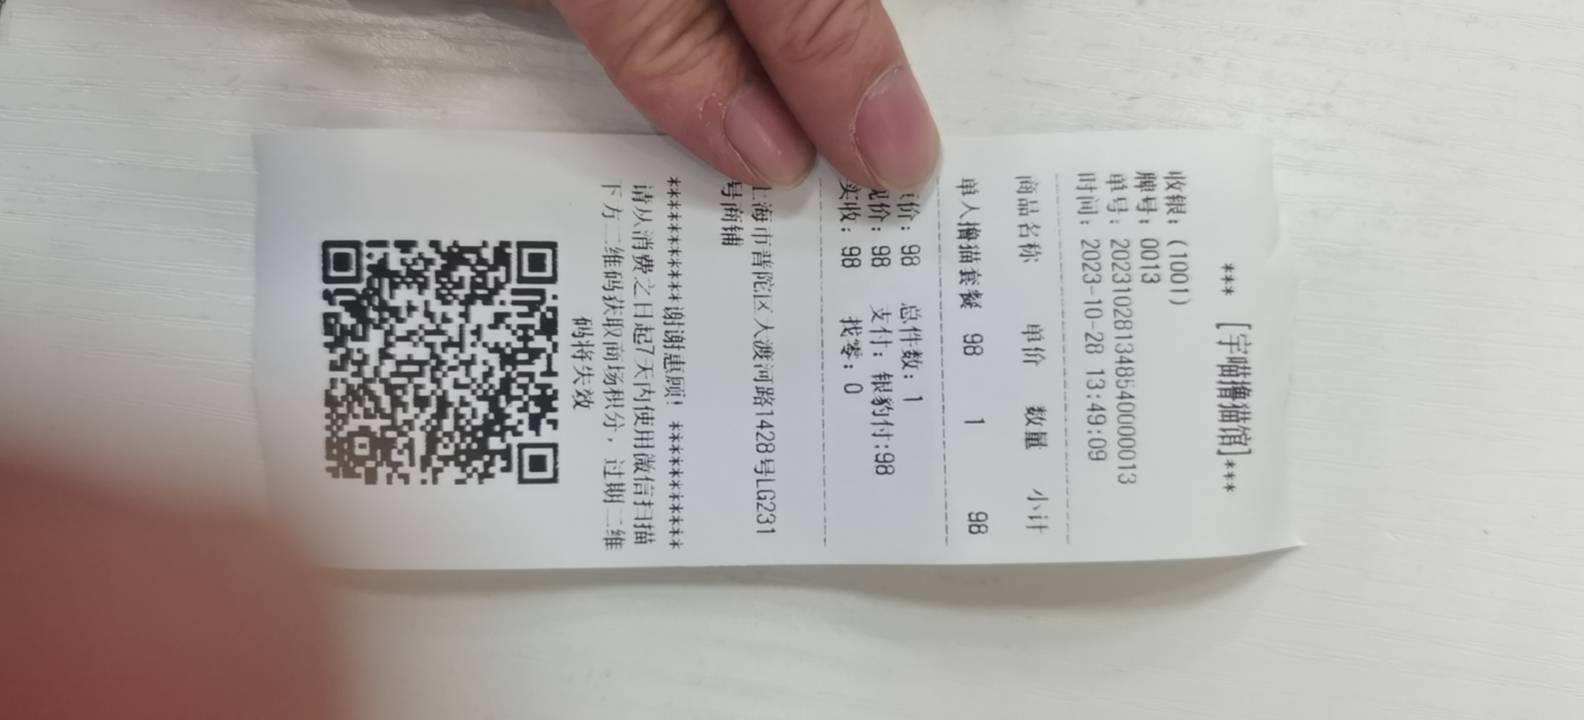 *** [宇喵撸猫馆]***
收银: (1001)
牌号: 0013
单号: 202310281348540000013
时间: 2023-10-28 13:49:09
商品名称 单价 数量 小计
单人撸猫套餐 98 1 98
价: 98 总件数: 1
现价: 98 支付: 银豹付:98
实收: 98 找零: 0
上海市普陀区大渡河路1428号LG231
号商铺
**********谢谢惠顾! **********
请从消费之日起7天内使用微信扫描
下方二维码获取商场积分, 过期二维
码将失效